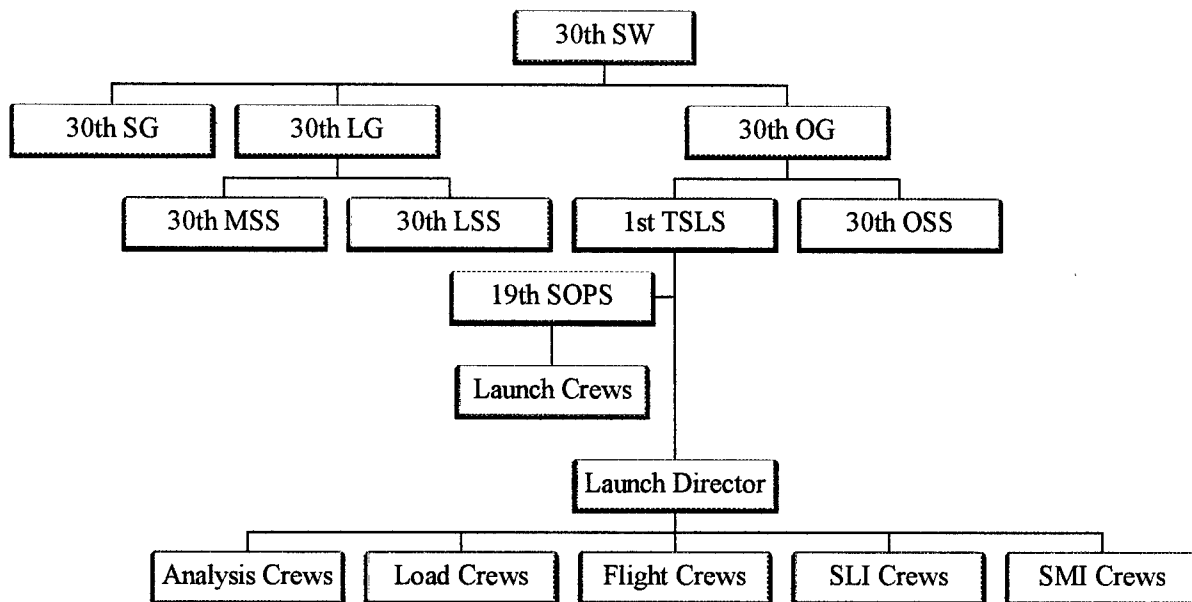 30th SW
30th SG
30th LG
30th OG
30th MSS
30th LSS
1st TSLS
30th OSS
19th SOPS
Launch Crews
Launch Director
Analysis Crews
Load Crews
Flight Crews
SLI Crews
SMI Crews